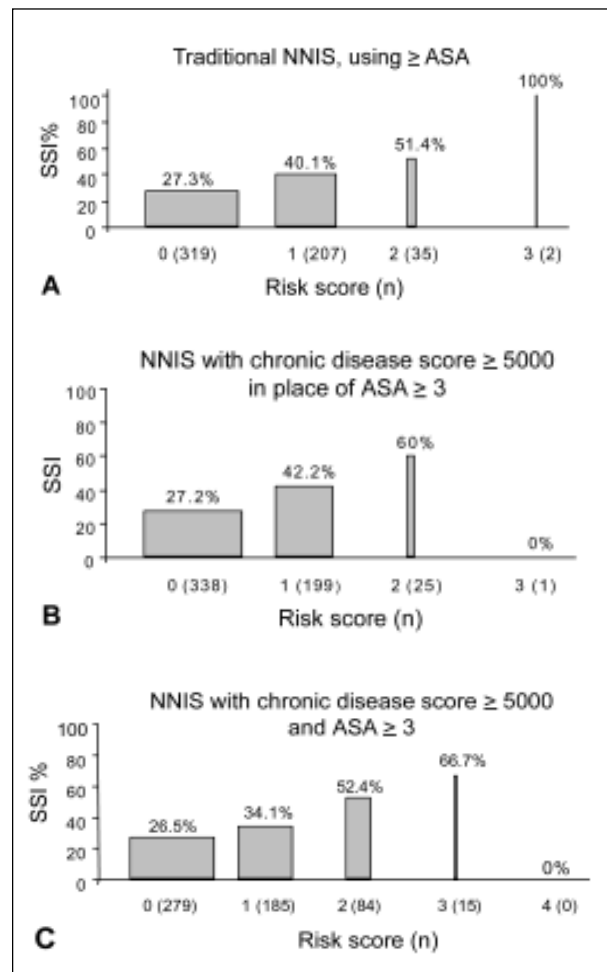 Traditional NNIS, using ≥ ASA
SSI%
100
80
60
40
20
0
27.3%
40.1%
51.4%
100%
0 (319) 1 (207) 2 (35) 3 (2)
A
Risk score (n)
NNIS with chronic disease score ≥ 5000
in place of ASA ≥ 3
SSI
100
80
60
40
20
0
27.2%
42.2%
60%
0%
0 (338) 1 (199) 2 (25) 3 (1)
B
Risk score (n)
NNIS with chronic disease score ≥ 5000
and ASA ≥ 3
SSI %
100
80
60
40
20
0
26.5%
34.1%
52.4%
66.7%
0%
0 (279) 1 (185) 2 (84) 3 (15) 4 (0)
C
Risk score (n)